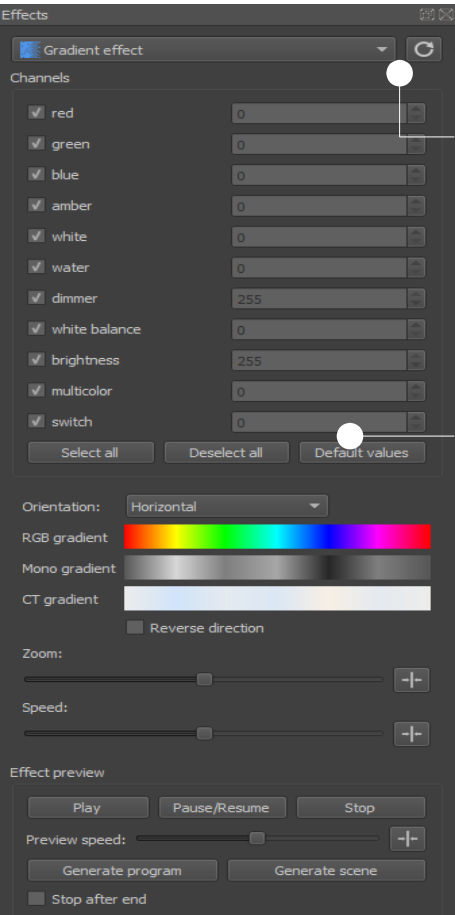 Effects
Gradient effect
Channels
red 0
green 0
blue 0
amber 0
white 0
water 0
dimmer 255
white balance 0
brightness 255
multicolor 0
switch 0
Select all Deselect all Default values
Orientation: Horizontal
RGB gradient
Mono gradient
CT gradient
Reverse direction
Zoom:
Speed:
Effect preview
Play Pause/Resume Stop
Preview speed:
Generate program Generate scene
Stop after end